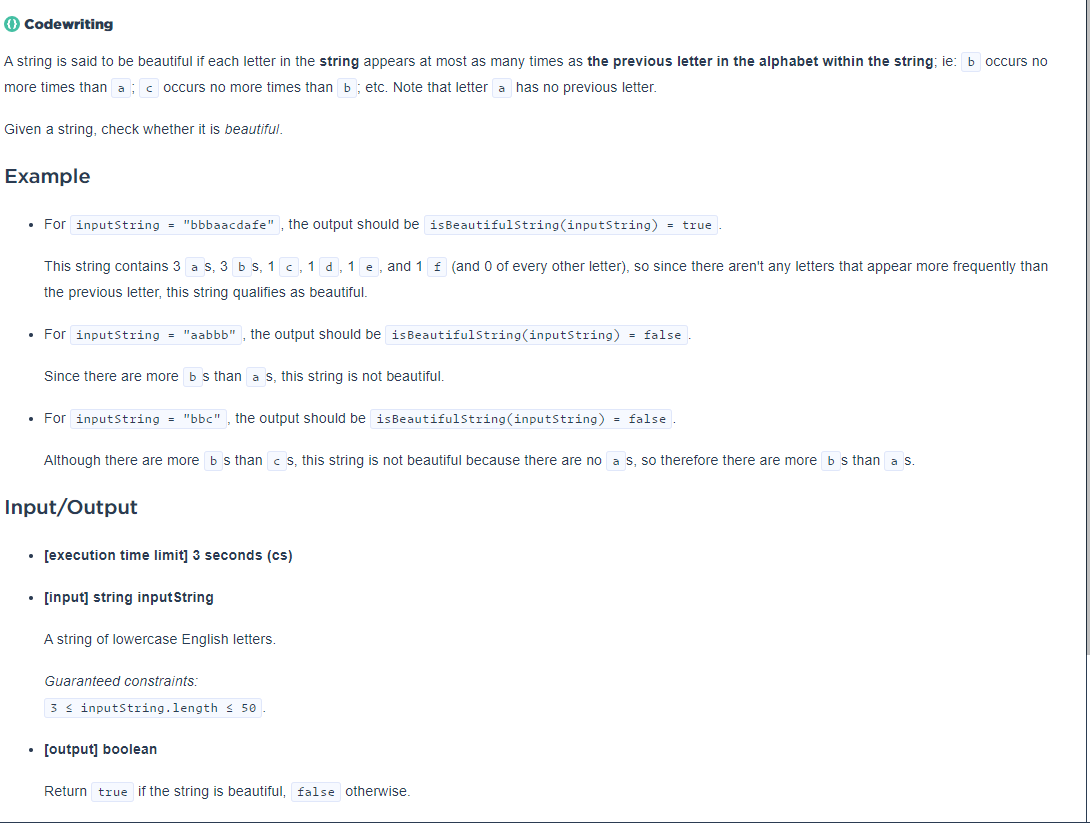 Codewriting
A string is said to be beautiful if each letter in the string appears at most as many times as the previous letter in the alphabet within the string; ie: b occurs no
more times than a; c occurs no more times than b; etc. Note that letter a has no previous letter.
Given a string, check whether it is beautiful.
Example
• For inputString = "bbbaacdafe", the output should be isBeautifulString(inputString) = true.
This string contains 3 as, 3 bs, 1 c, 1 d, 1 e, and 1 f (and 0 of every other letter), so since there aren't any letters that appear more frequently than
the previous letter, this string qualifies as beautiful.
• For inputString = "aabbb", the output should be isBeautifulString(inputString) = false.
Since there are more bs than as, this string is not beautiful.
• For inputString = "bbc", the output should be isBeautifulString(inputString) = false.
Although there are more bs than cs, this string is not beautiful because there are no as, so therefore there are more bs than as.
Input/Output
• [execution time limit] 3 seconds (cs)
• [input] string inputString
A string of lowercase English letters.
Guaranteed constraints:
3 ≤ inputString.length ≤ 50.
• [output] boolean
Return true if the string is beautiful, false otherwise.